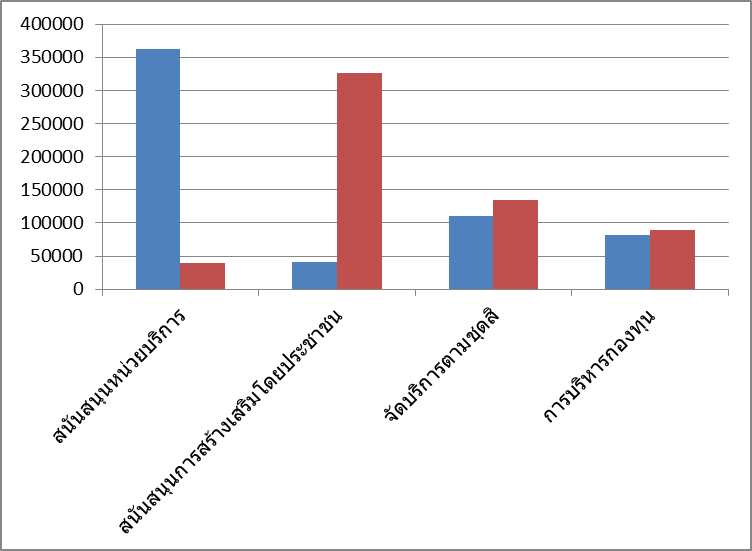 400000
350000
300000
250000
200000
150000
100000
50000
0
สนันสนุนหน่วยบริการ
สนันสนุนการสร้างเสริมโดยประชาชน
จัดบริการตามชุดสิ
การบริหารกองทุน